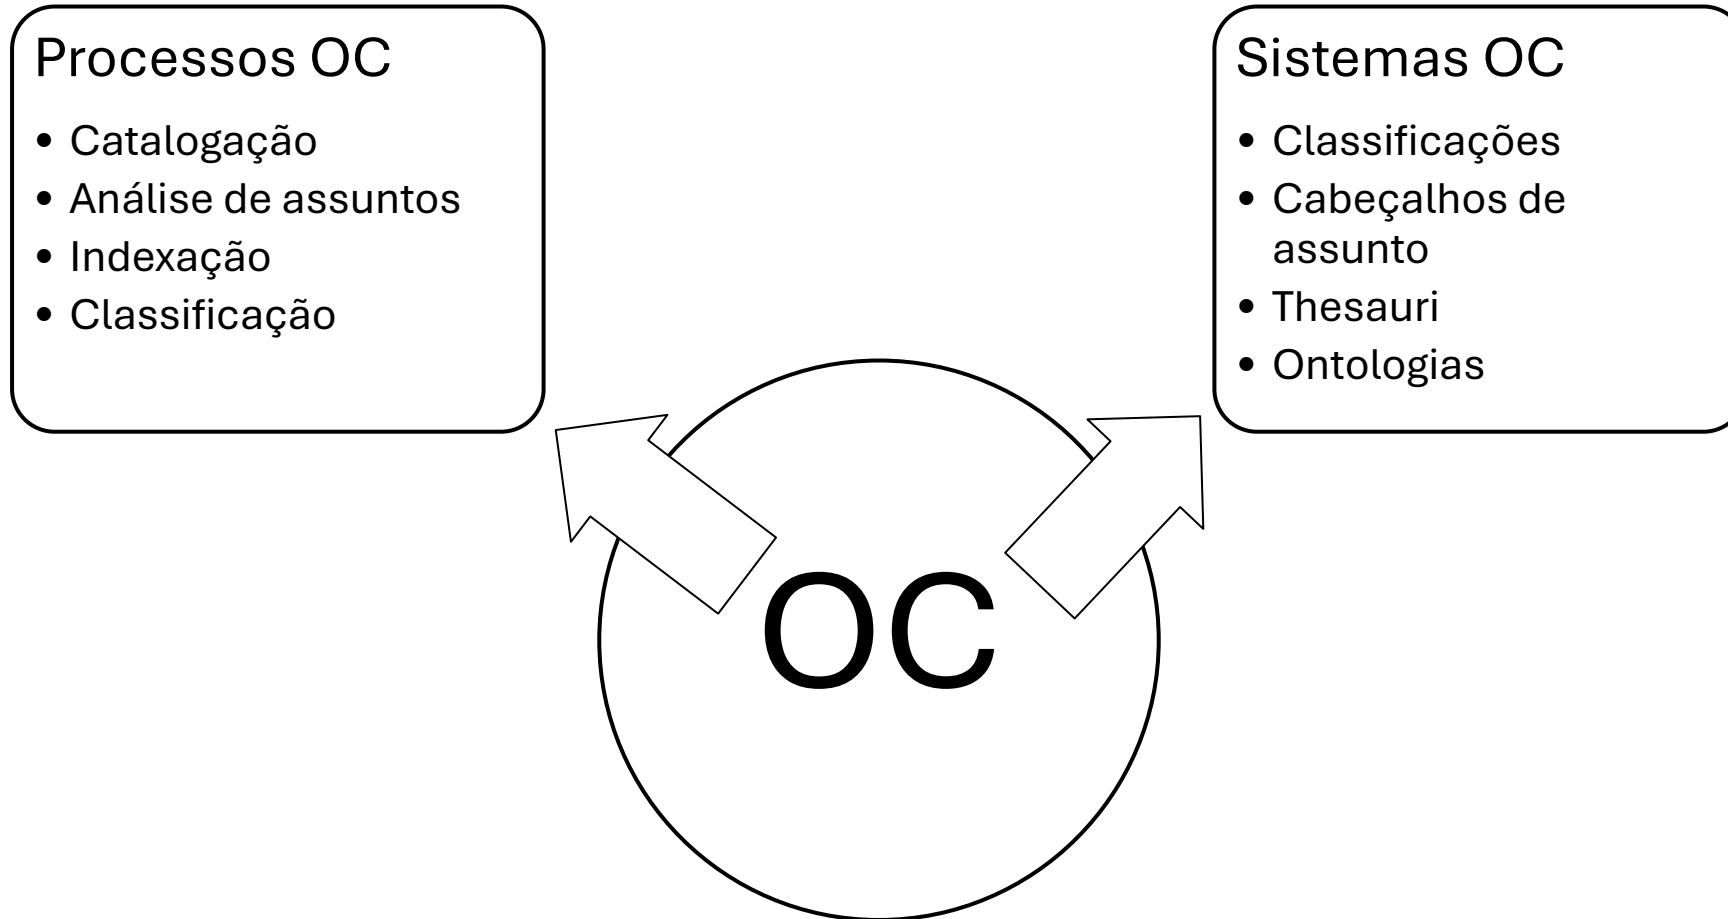 Processos OC
• Catalogação
• Análise de assuntos
• Indexação
• Classificação
Sistemas OC
• Classificações
• Cabeçalhos de
assunto
• Thesauri
• Ontologias
OC